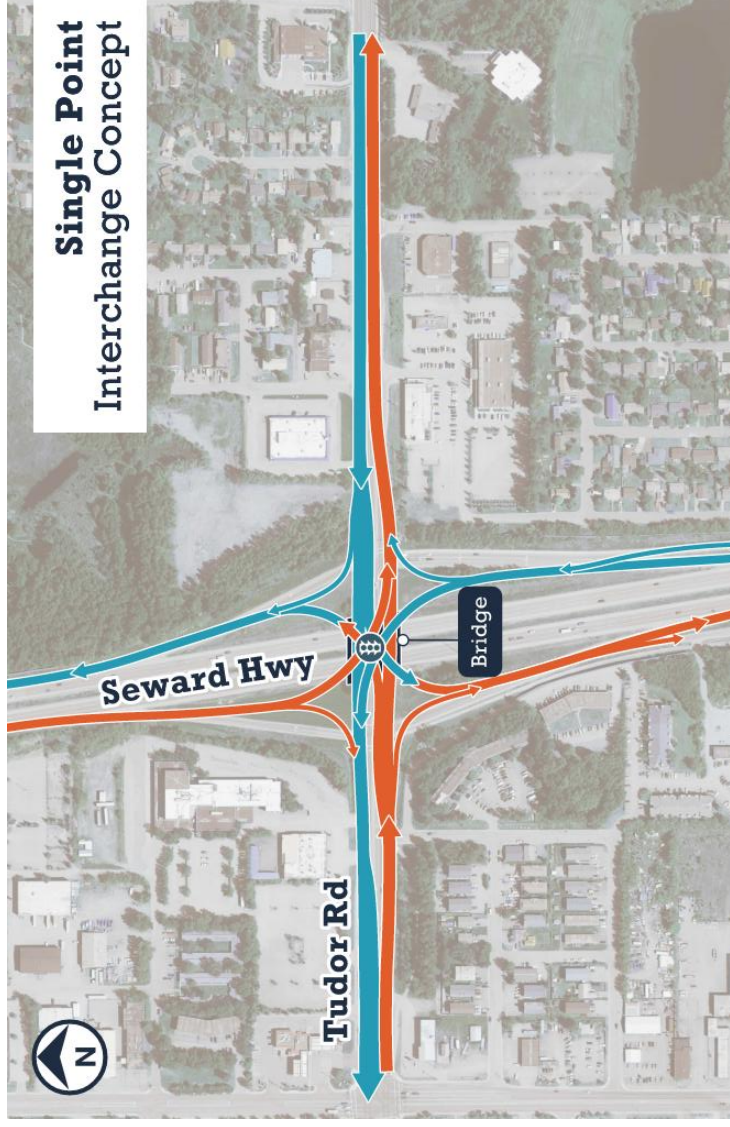 Single Point
Interchange Concept
Seward Hwy
Bridge
Tudor Rd
N